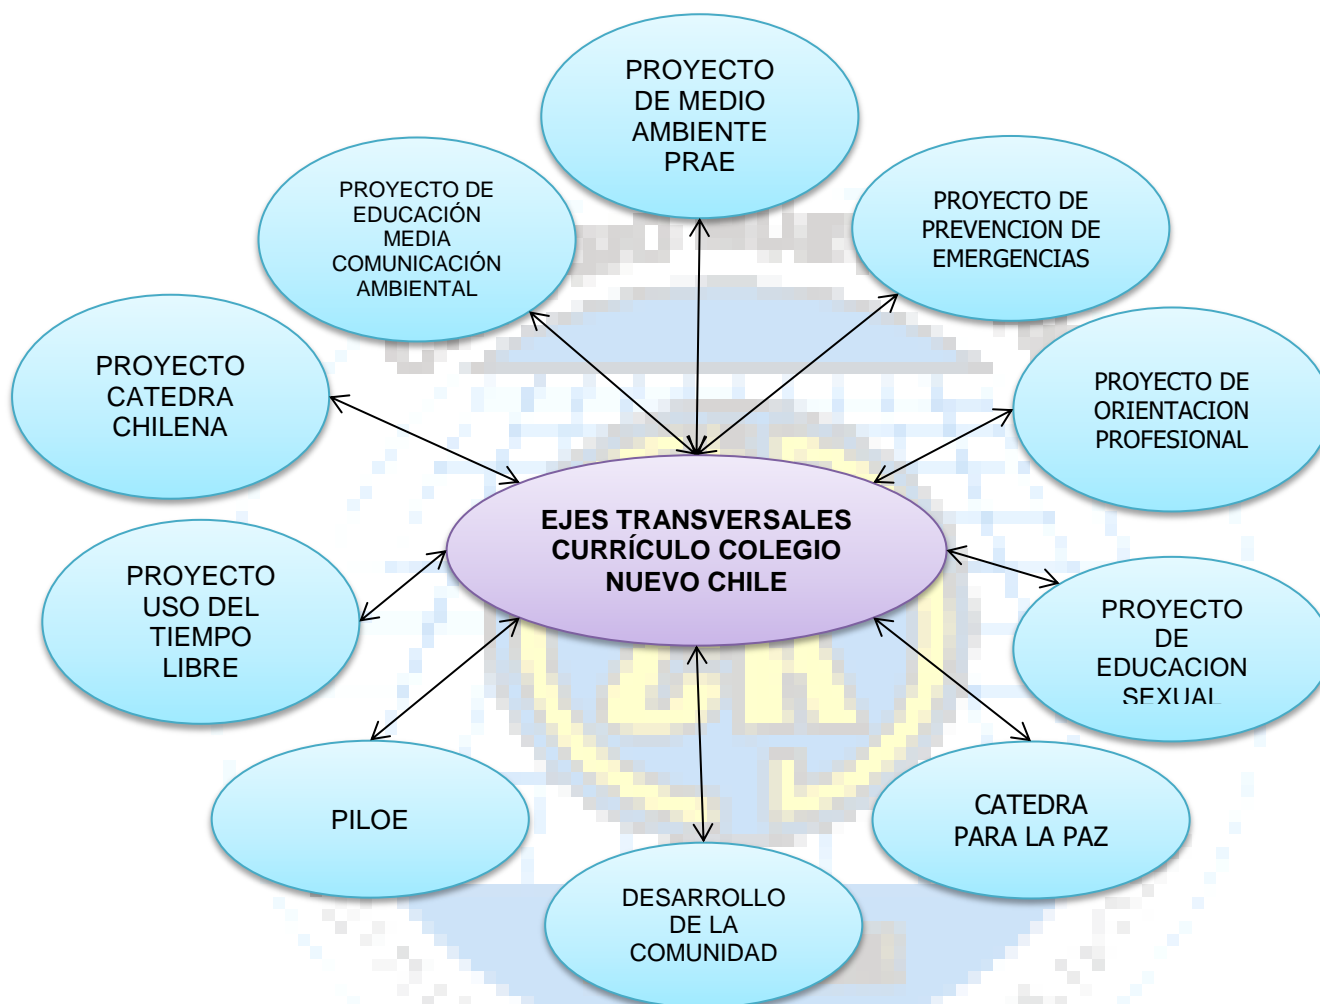 PROYECTO
DE MEDIO
AMBIENTE
PRAE
PROYECTO DE
EDUCACIÓN
MEDIA
COMUNICACIÓN
AMBIENTAL
PROYECTO DE
PREVENCION DE
EMERGENCIAS
PROYECTO
CATEDRA
CHILENA
PROYECTO DE
ORIENTACION
PROFESIONAL
EJES TRANSVERSALES
CURRÍCULO COLEGIO
NUEVO CHILE
PROYECTO
USO DEL
TIEMPO
LIBRE
PROYECTO
DE
EDUCACION
SEXUAL
PILOE
CATEDRA
PARA LA PAZ
DESARROLLO
DE LA
COMUNIDAD